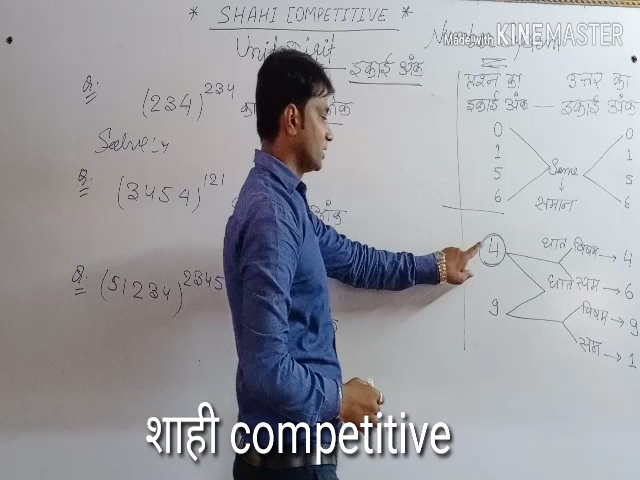 * SHAHI COMPETITIVE *
Unit Digit
इकाई अंक
Made with KINEMASTER
प्रश्न का उत्तर का
इकाई अंक — इकाई अंक
0 0
1 1
Same
5 5
6 6
समान
4
घात विषम → 4
घात सम → 6
9
विषम → 9
सम → 1
Q. (234)^234 का
अंक
Solve:-
Q. (3454)^121
अंक
Q. (51234)^2345
शाही competitive